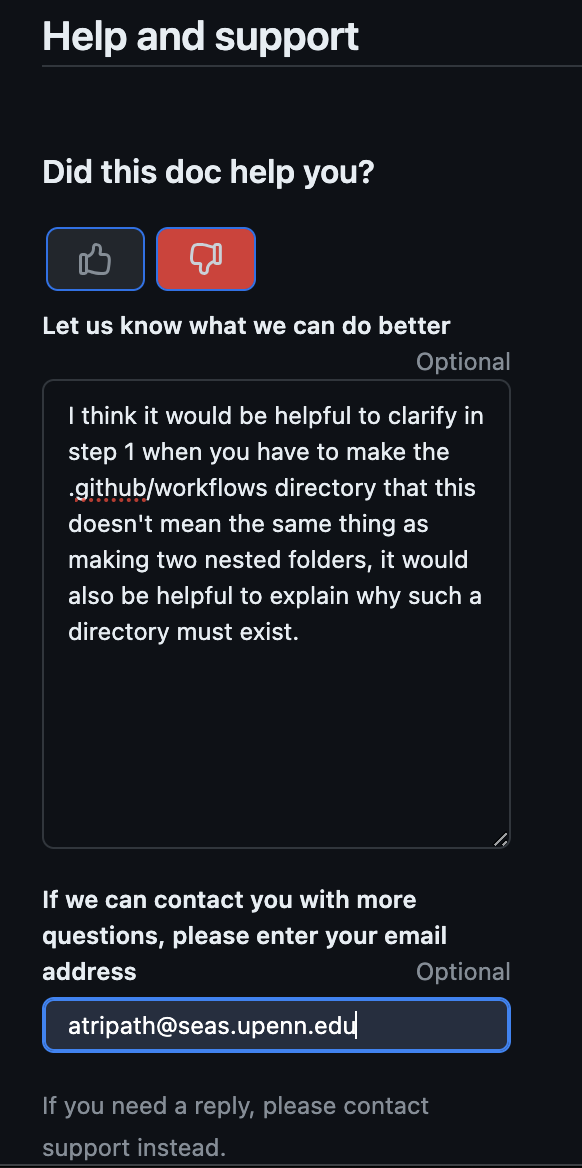 Help and support
Did this doc help you?
Let us know what we can do better
Optional
I think it would be helpful to clarify in
step 1 when you have to make the
.github/workflows directory that this
doesn't mean the same thing as
making two nested folders, it would
also be helpful to explain why such a
directory must exist.
If we can contact you with more
questions, please enter your email
address
Optional
atripath@seas.upenn.edu
If you need a reply, please contact
support instead.